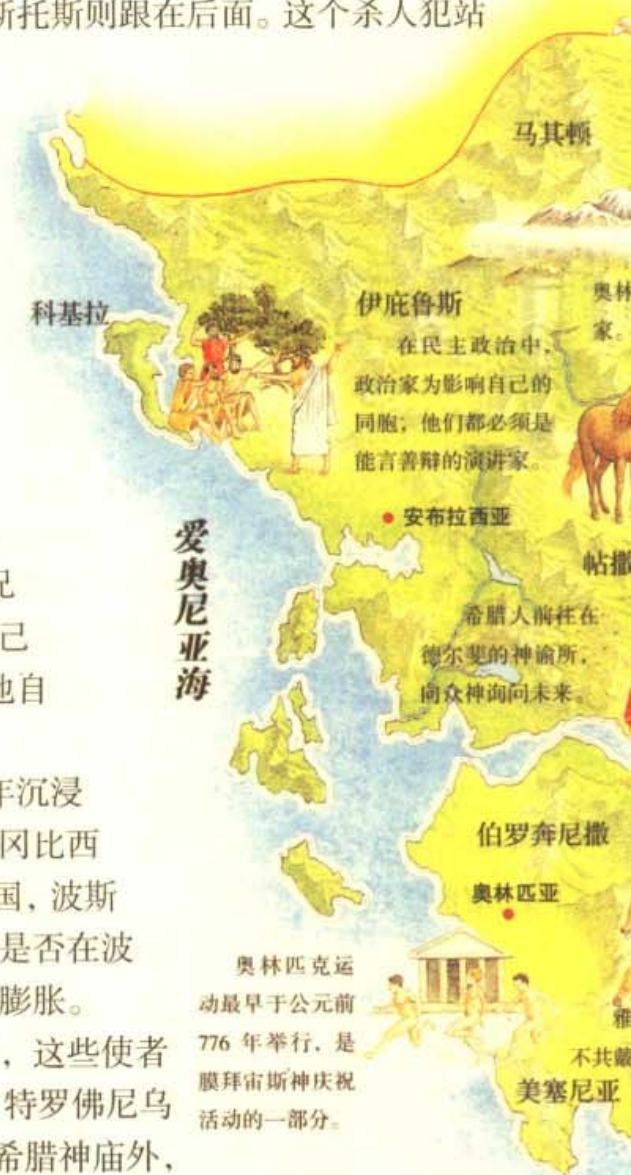 斯托斯则跟在后面。这个杀人犯站
马其顿
科基拉
伊庇鲁斯
在民主政治中，
政治家为影响自己的
同胞；他们都必须是
能言善辩的演讲家。
奥林
家。
安布拉西亚
爱奥尼亚海
帖撒
希腊人前往在
德尔斐的神谕所，
向众神询问未来。
己
也自
年沉浸
冈比西
国，波斯
是否在波
膨胀。
，这些使者
特罗佛尼乌
希腊神庙外，
伯罗奔尼撒
奥林匹亚
奥林匹克运
动最早于公元前
776 年举行，是
膜拜宙斯神庆祝
活动的一部分。
雅
不共戴
美塞尼亚